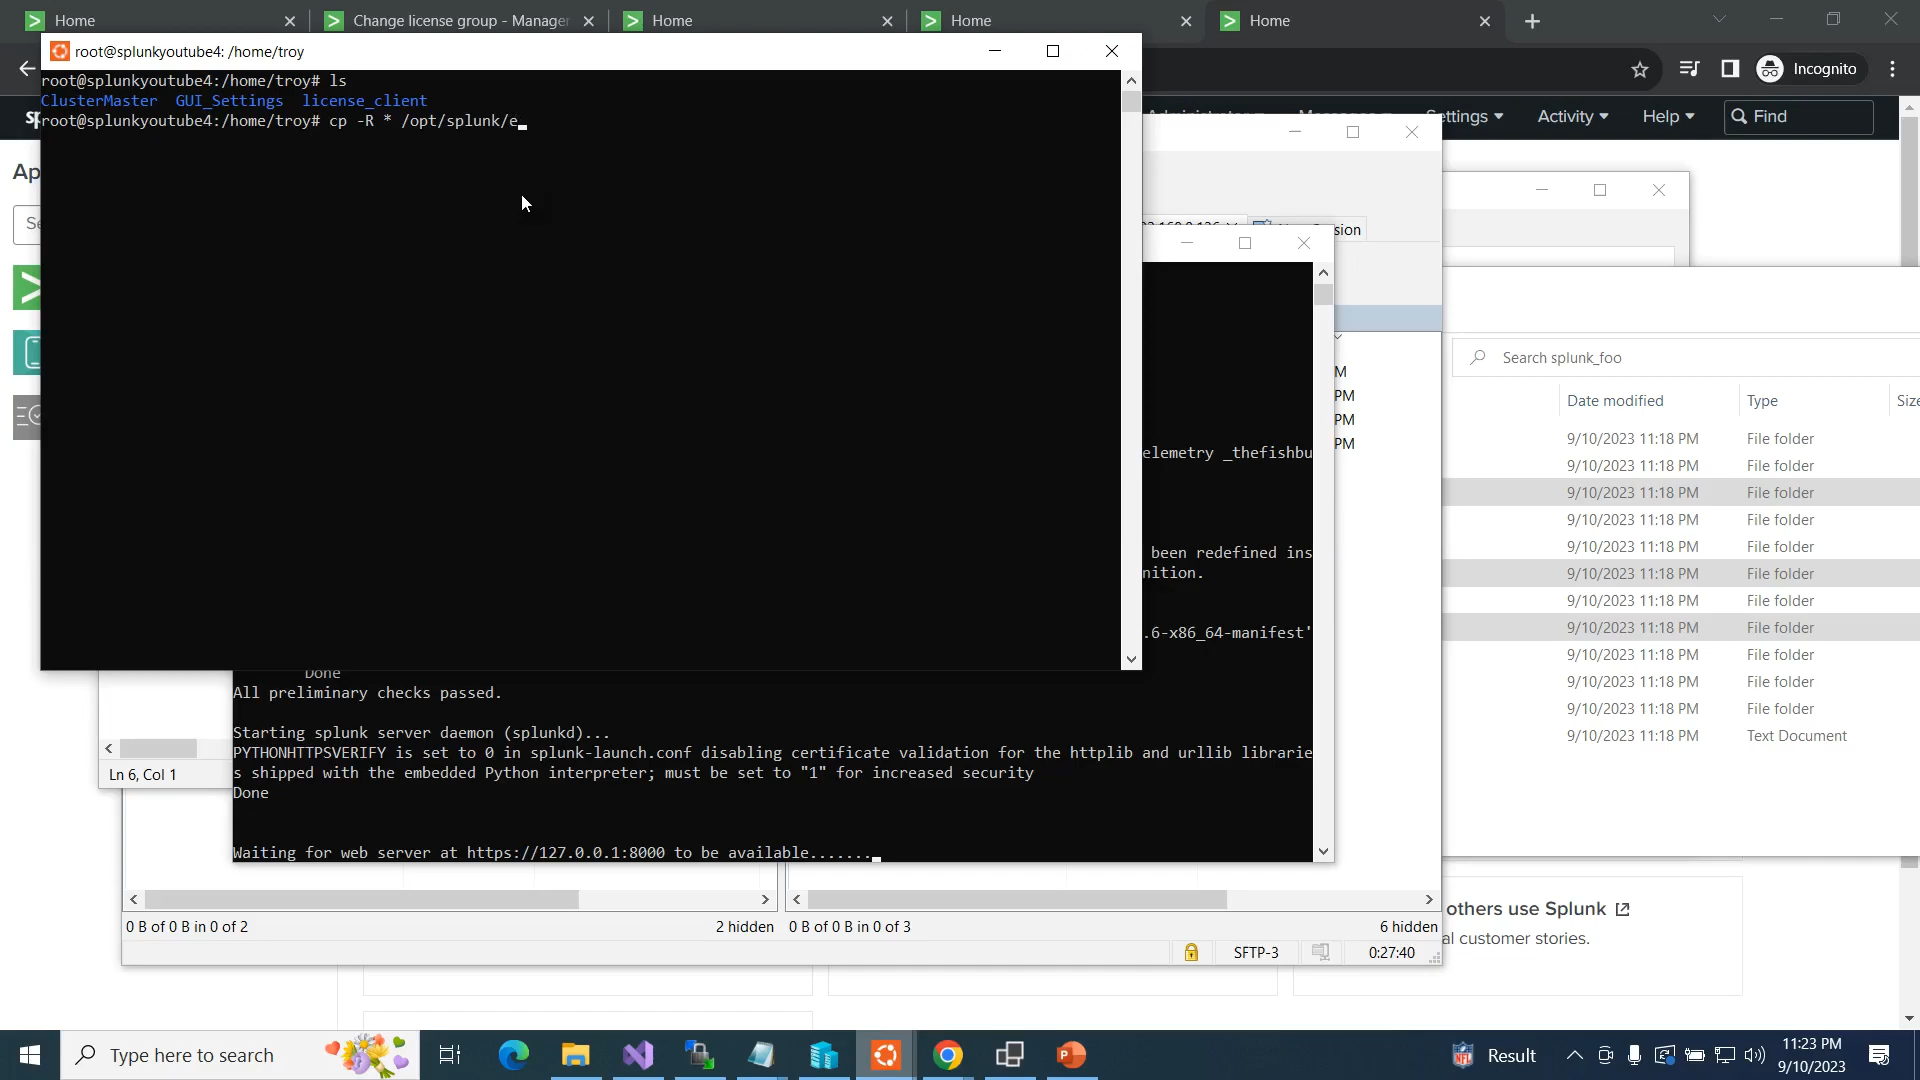 Home
Change license group - Manager
Home
Home
Home
root@splunkyoutube4: /home/troy
Incognito
root@splunkyoutube4:/home/troy# ls
ClusterMaster GUI_Settings license_client
root@splunkyoutube4:/home/troy# cp -R * /opt/splunk/e
ettings
Activity
Help
Find
Ap
Se
sion
Search splunk_foo
M
PM
PM
PM
Date modified
Type
Size
9/10/2023 11:18 PM File folder
9/10/2023 11:18 PM File folder
9/10/2023 11:18 PM File folder
9/10/2023 11:18 PM File folder
9/10/2023 11:18 PM File folder
9/10/2023 11:18 PM File folder
9/10/2023 11:18 PM File folder
9/10/2023 11:18 PM File folder
9/10/2023 11:18 PM File folder
9/10/2023 11:18 PM File folder
9/10/2023 11:18 PM File folder
9/10/2023 11:18 PM Text Document
elemetry _thefishbu
been redefined ins
nition.
.6-x86_64-manifest'
Done
All preliminary checks passed.
Starting splunk server daemon (splunkd)...
PYTHONHTTPSVERIFY is set to 0 in splunk-launch.conf disabling certificate validation for the httplib and urllib librarie
s shipped with the embedded Python interpreter; must be set to "1" for increased security
Done
Waiting for web server at https://127.0.0.1:8000 to be available.......
Ln 6, Col 1
0 B of 0 B in 0 of 2
2 hidden
0 B of 0 B in 0 of 3
6 hidden
SFTP-3
0:27:40
others use Splunk
al customer stories.
Type here to search
Result
11:23 PM
9/10/2023